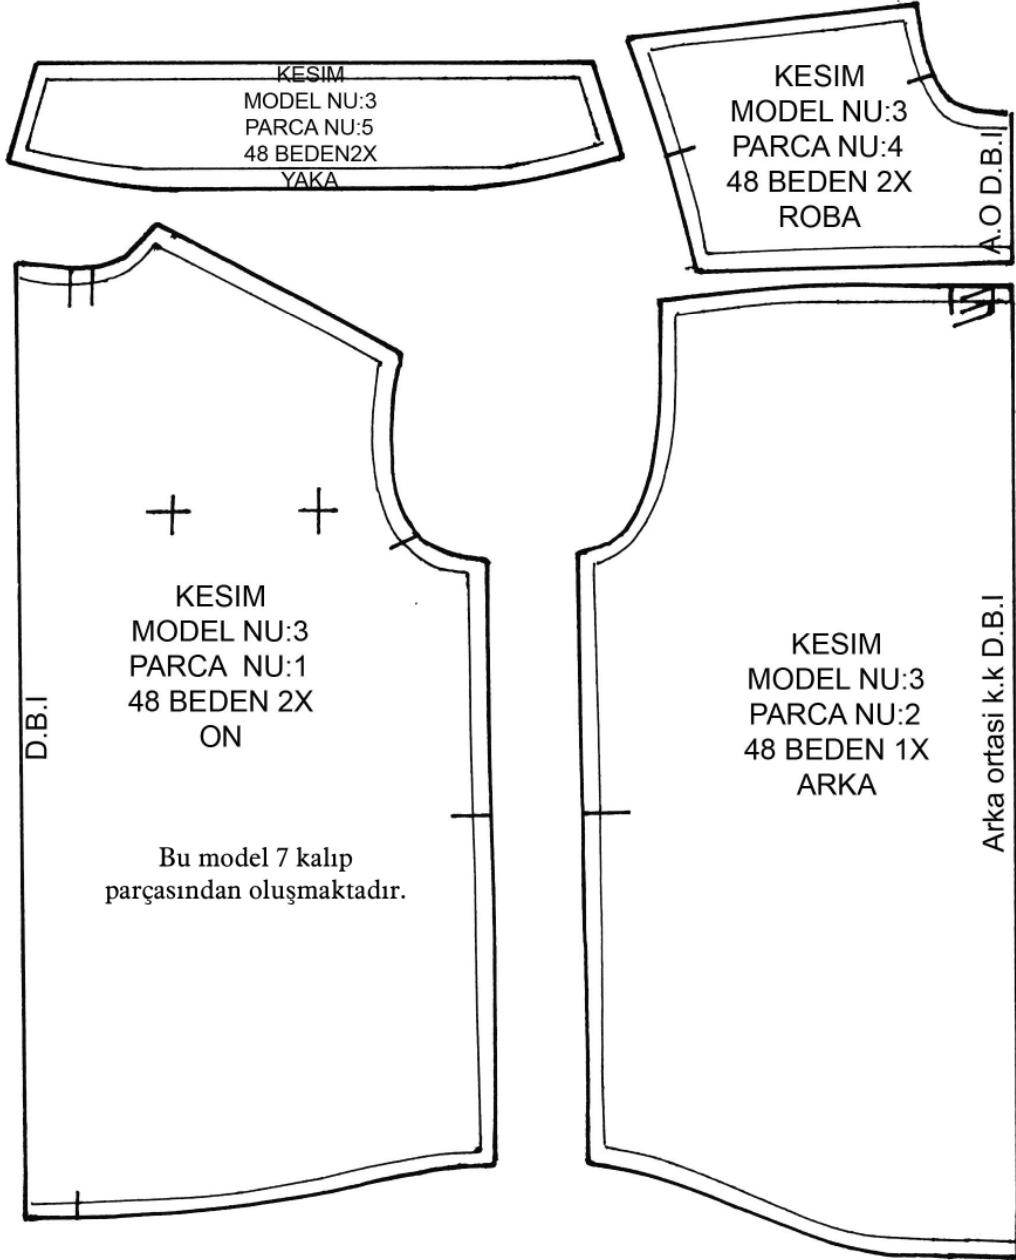 KESIM
MODEL NU:3
PARCA NU:5
48 BEDEN2X
YAKA
KESIM
MODEL NU:3
PARCA NU:4
48 BEDEN 2X
ROBA
A.O D.B.I
KESIM
MODEL NU:3
PARCA NU:1
48 BEDEN 2X
ON
D.B.I
Bu model 7 kalıp
parçasından oluşmaktadır.
KESIM
MODEL NU:3
PARCA NU:2
48 BEDEN 1X
ARKA
Arka ortasi k.k D.B.I